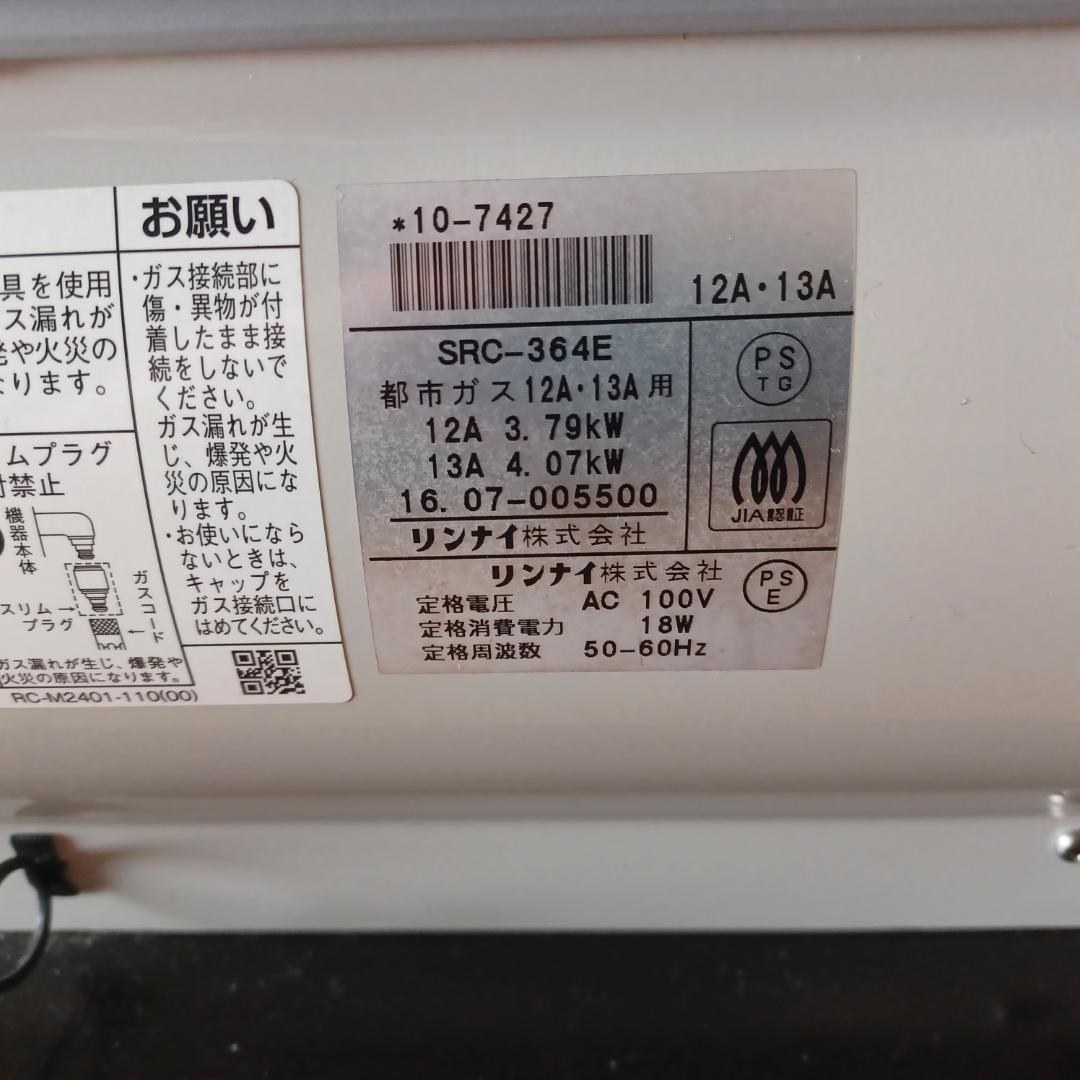 具を使用
ス漏れが
発や火災の
なります。
ムプラグ
付禁止
機器本体
スリム
プラグ
ガスコード
ガス漏れが生じ、爆発や
火災の原因になります。
RC-M2401-110(00)
お願い
・ガス接続部に
傷・異物が付
着したまま接
続をしないで
ください。
ガス漏れが生
じ、爆発や火
災の原因にな
ります。
・お使いになら
ないときは、
キャップを
ガス接続口に
はめてください。
*10-7427
12A・13A
SRC-364E
都市ガス12A・13A用
12A 3.79kW
13A 4.07kW
16.07-005500
リンナイ株式会社
PS
TG
JIA認証
リンナイ株式会社
PS
E
定格電圧 AC 100V
定格消費電力 18W
定格周波数 50-60Hz